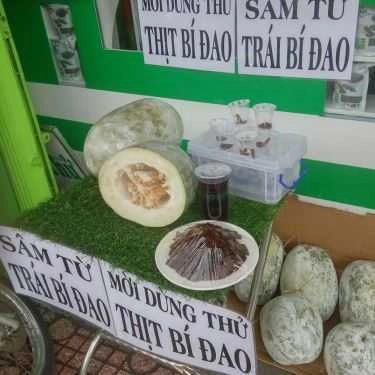 MỜI DÙNG THỬ
THỊT BÍ ĐAO
SÂM TỪ
TRÁI BÍ ĐAO
SÂM TỪ
TRÁI BÍ ĐAO
MỜI DÙNG THỬ
THỊT BÍ ĐAO